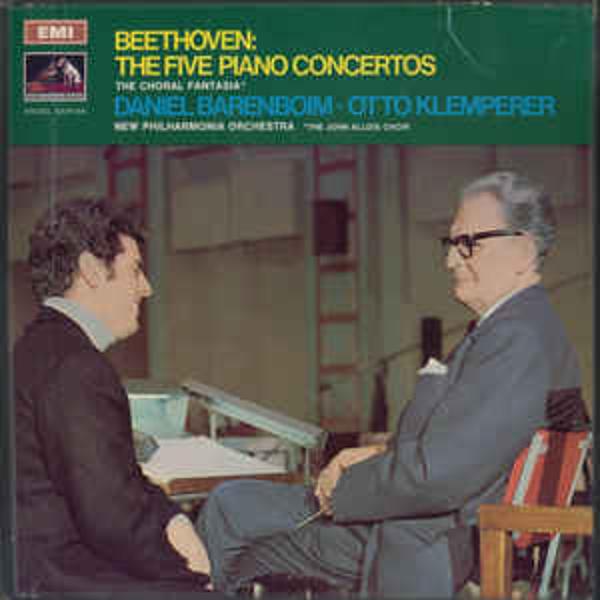 EMI
BEETHOVEN:
THE FIVE PIANO CONCERTOS
THE CHORAL FANTASIA*
DANIEL BARENBOIM · OTTO KLEMPERER
NEW PHILHARMONIA ORCHESTRA *THE JOHN ALLDIS CHOIR